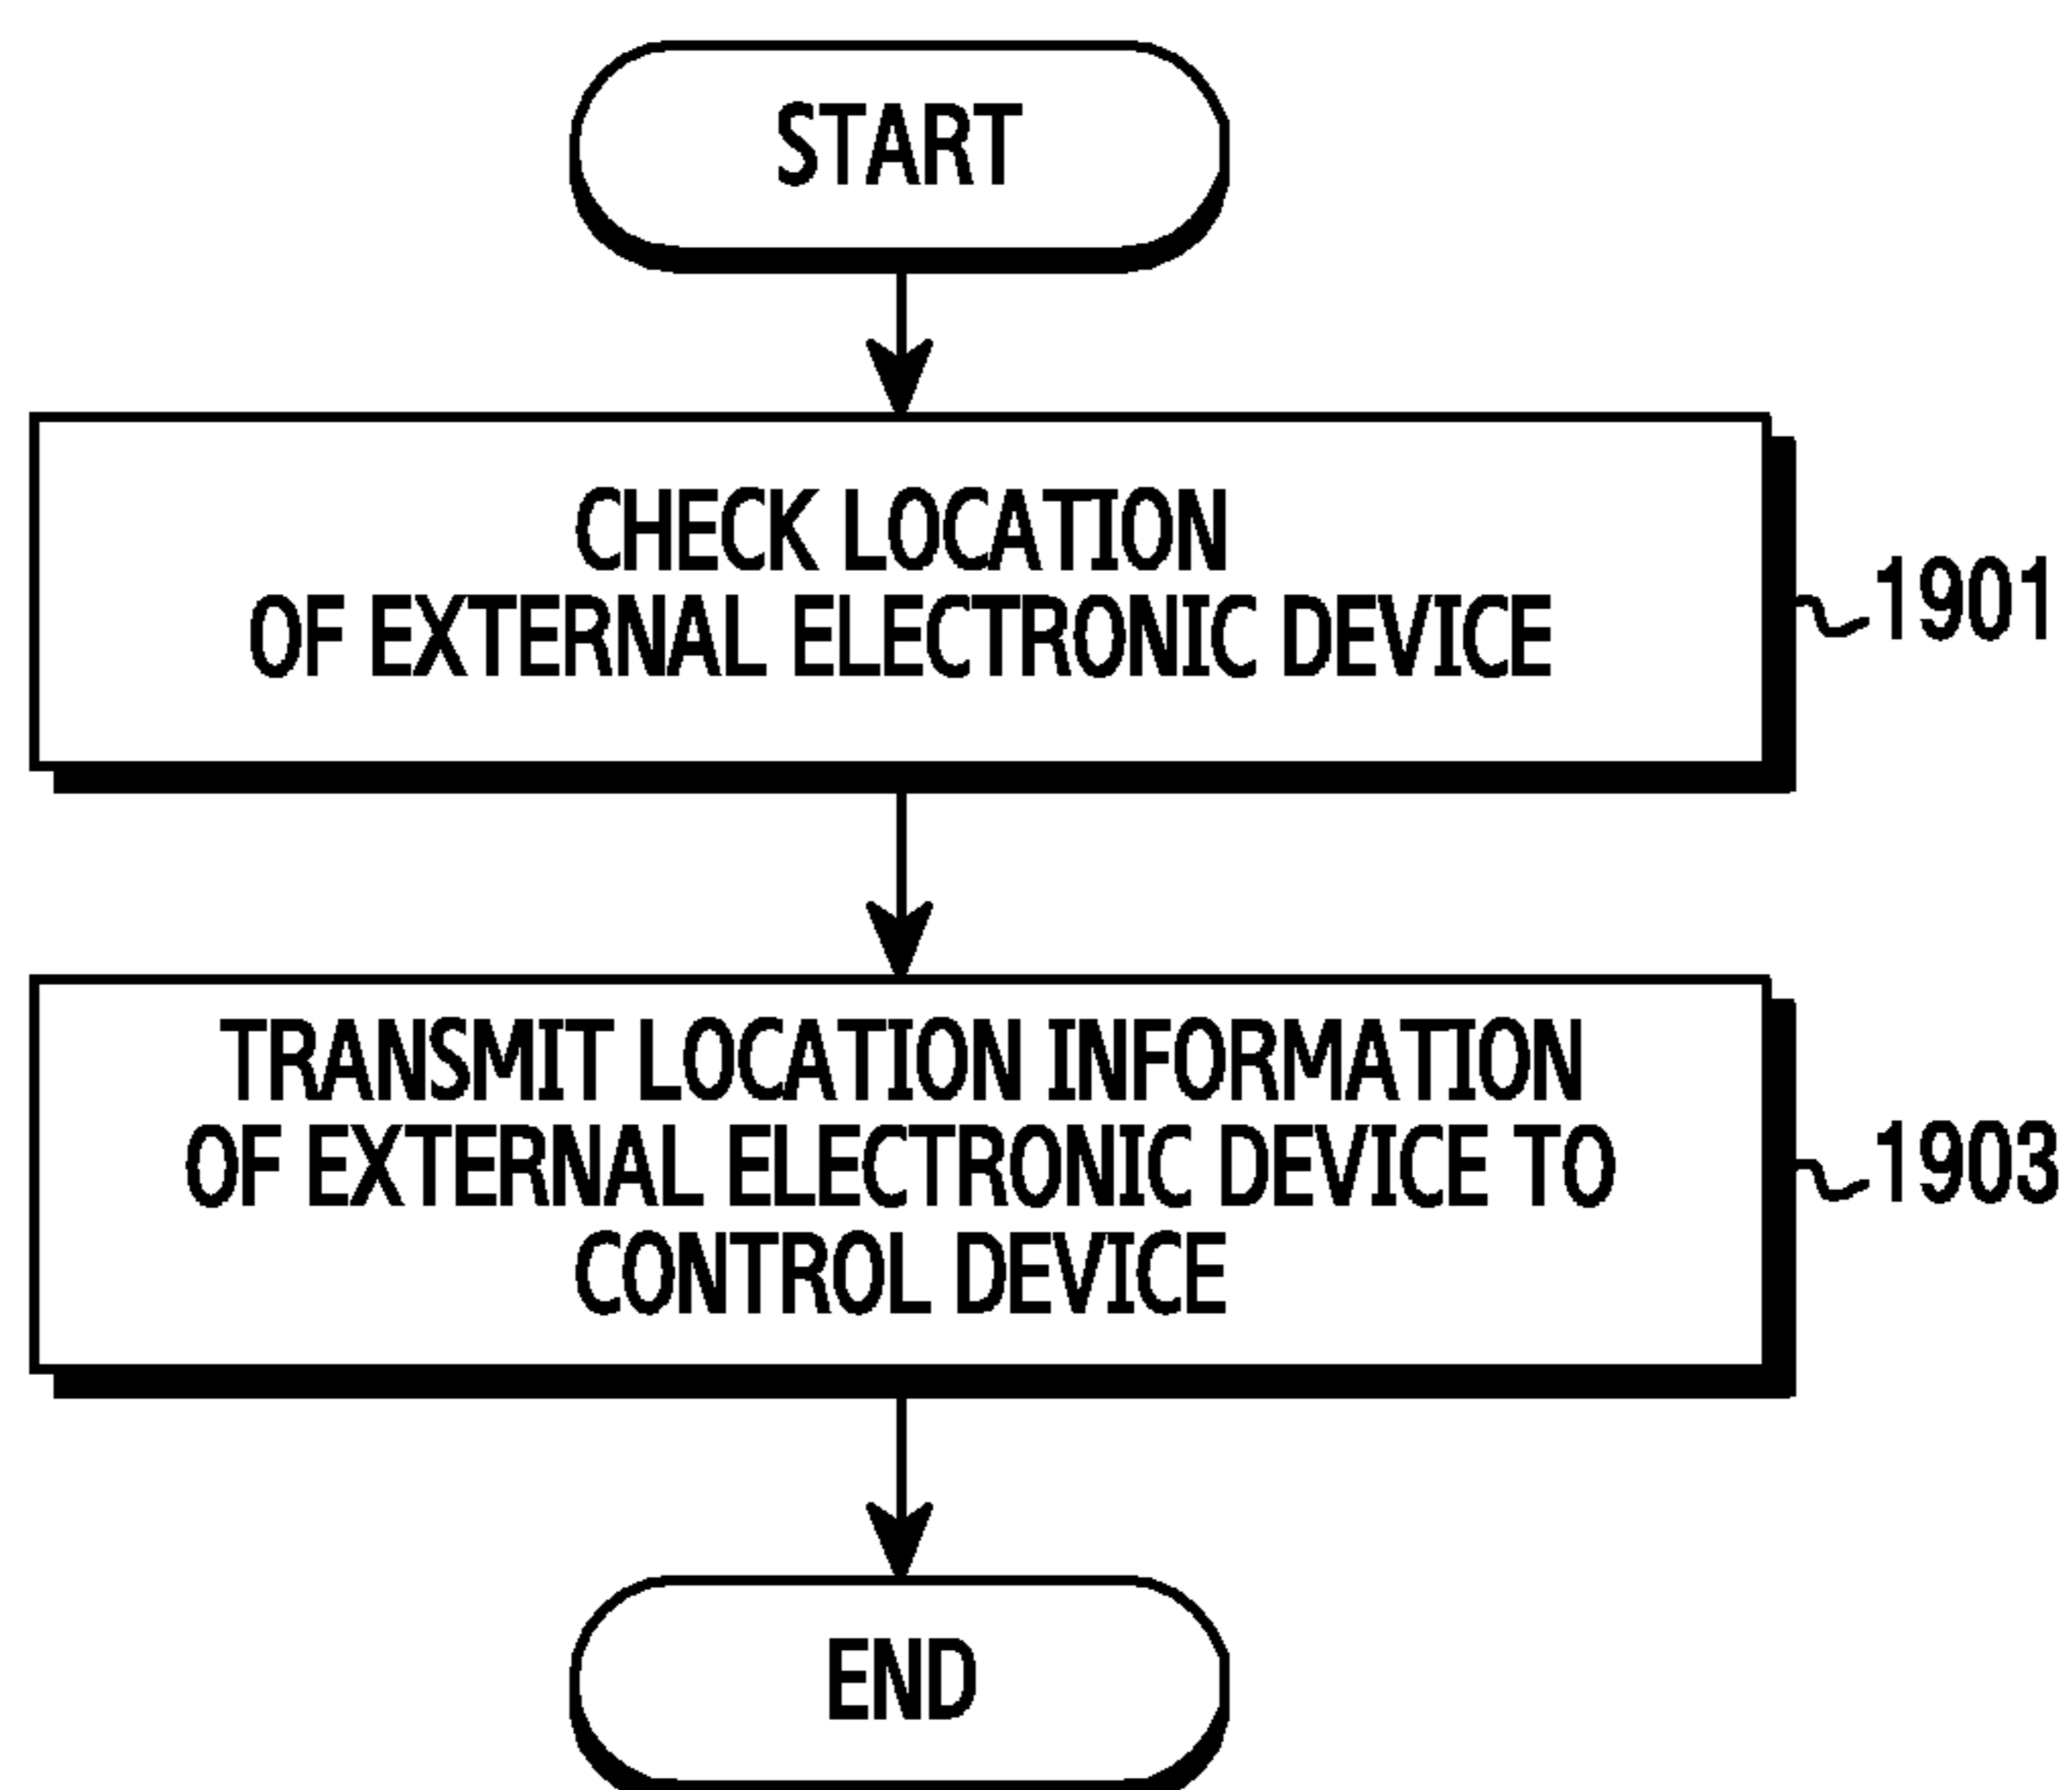 START
CHECK LOCATION
OF EXTERNAL ELECTRONIC DEVICE
1901
TRANSMIT LOCATION INFORMATION
OF EXTERNAL ELECTRONIC DEVICE TO
CONTROL DEVICE
1903
END